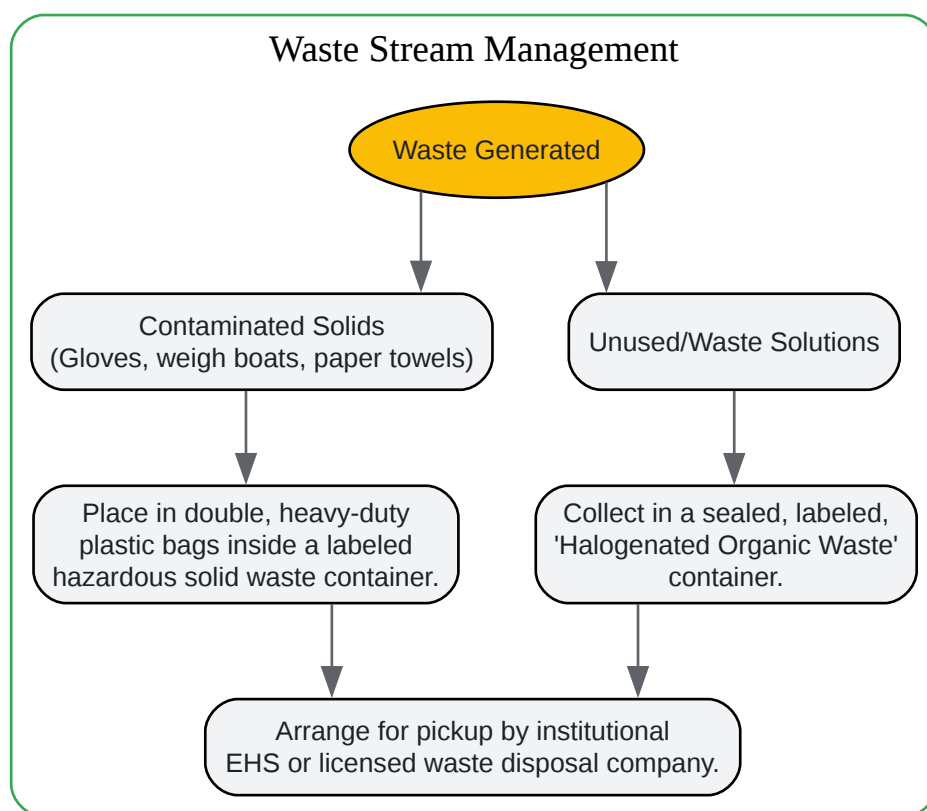 Waste Stream Management
Waste Generated
Contaminated Solids
(Gloves, weigh boats, paper towels)
Unused/Waste Solutions
Place in double, heavy-duty
plastic bags inside a labeled
hazardous solid waste container.
Collect in a sealed, labeled,
'Halogenated Organic Waste'
container.
Arrange for pickup by institutional
EHS or licensed waste disposal company.